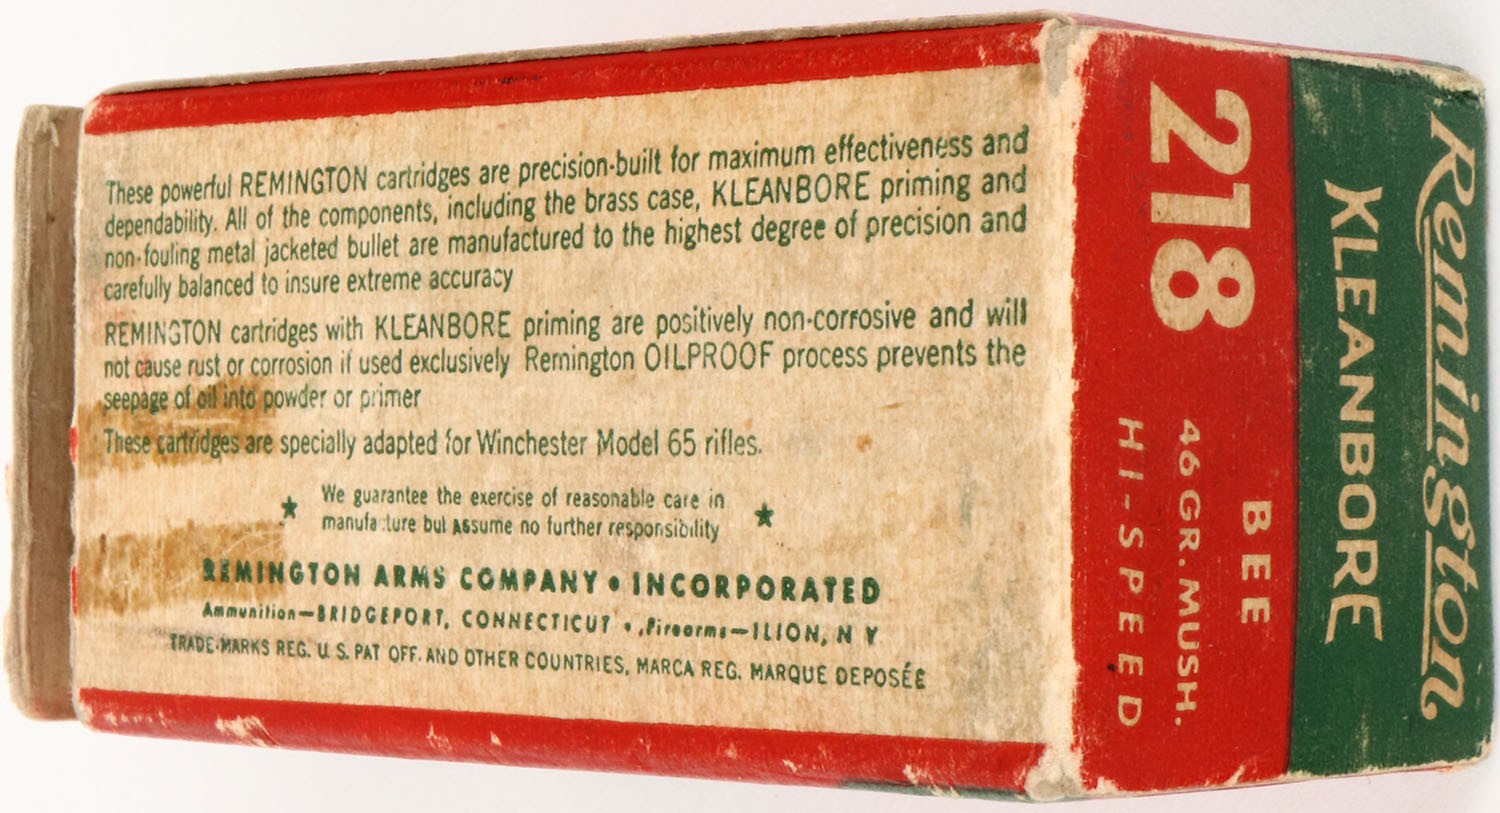 These powerful REMINGTON cartridges are precision-built for maximum effectiveness and
dependability. All of the components, including the brass case, KLEANBORE priming and
non-fouling metal jacketed bullet are manufactured to the highest degree of precision and
carefully balanced to insure extreme accuracy
REMINGTON cartridges with KLEANBORE priming are positively non-corrosive and will
not cause rust or corrosion if used exclusively Remington OILPROOF process prevents the
seepage of oil into powder or primer
These cartridges are specially adapted for Winchester Model 65 rifles.
We guarantee the exercise of reasonable care in
manufacture but assume no further responsibility
REMINGTON ARMS COMPANY • INCORPORATED
Ammunition—BRIDGEPORT, CONNECTICUT • Firearms—ILION, N Y
TRADE-MARKS REG. U. S. PAT OFF. AND OTHER COUNTRIES, MARCA REG. MARQUE DEPOSÉE
Remington
KLEANBORE
218 BEE
46 GR. MUSH.
HI-SPEED